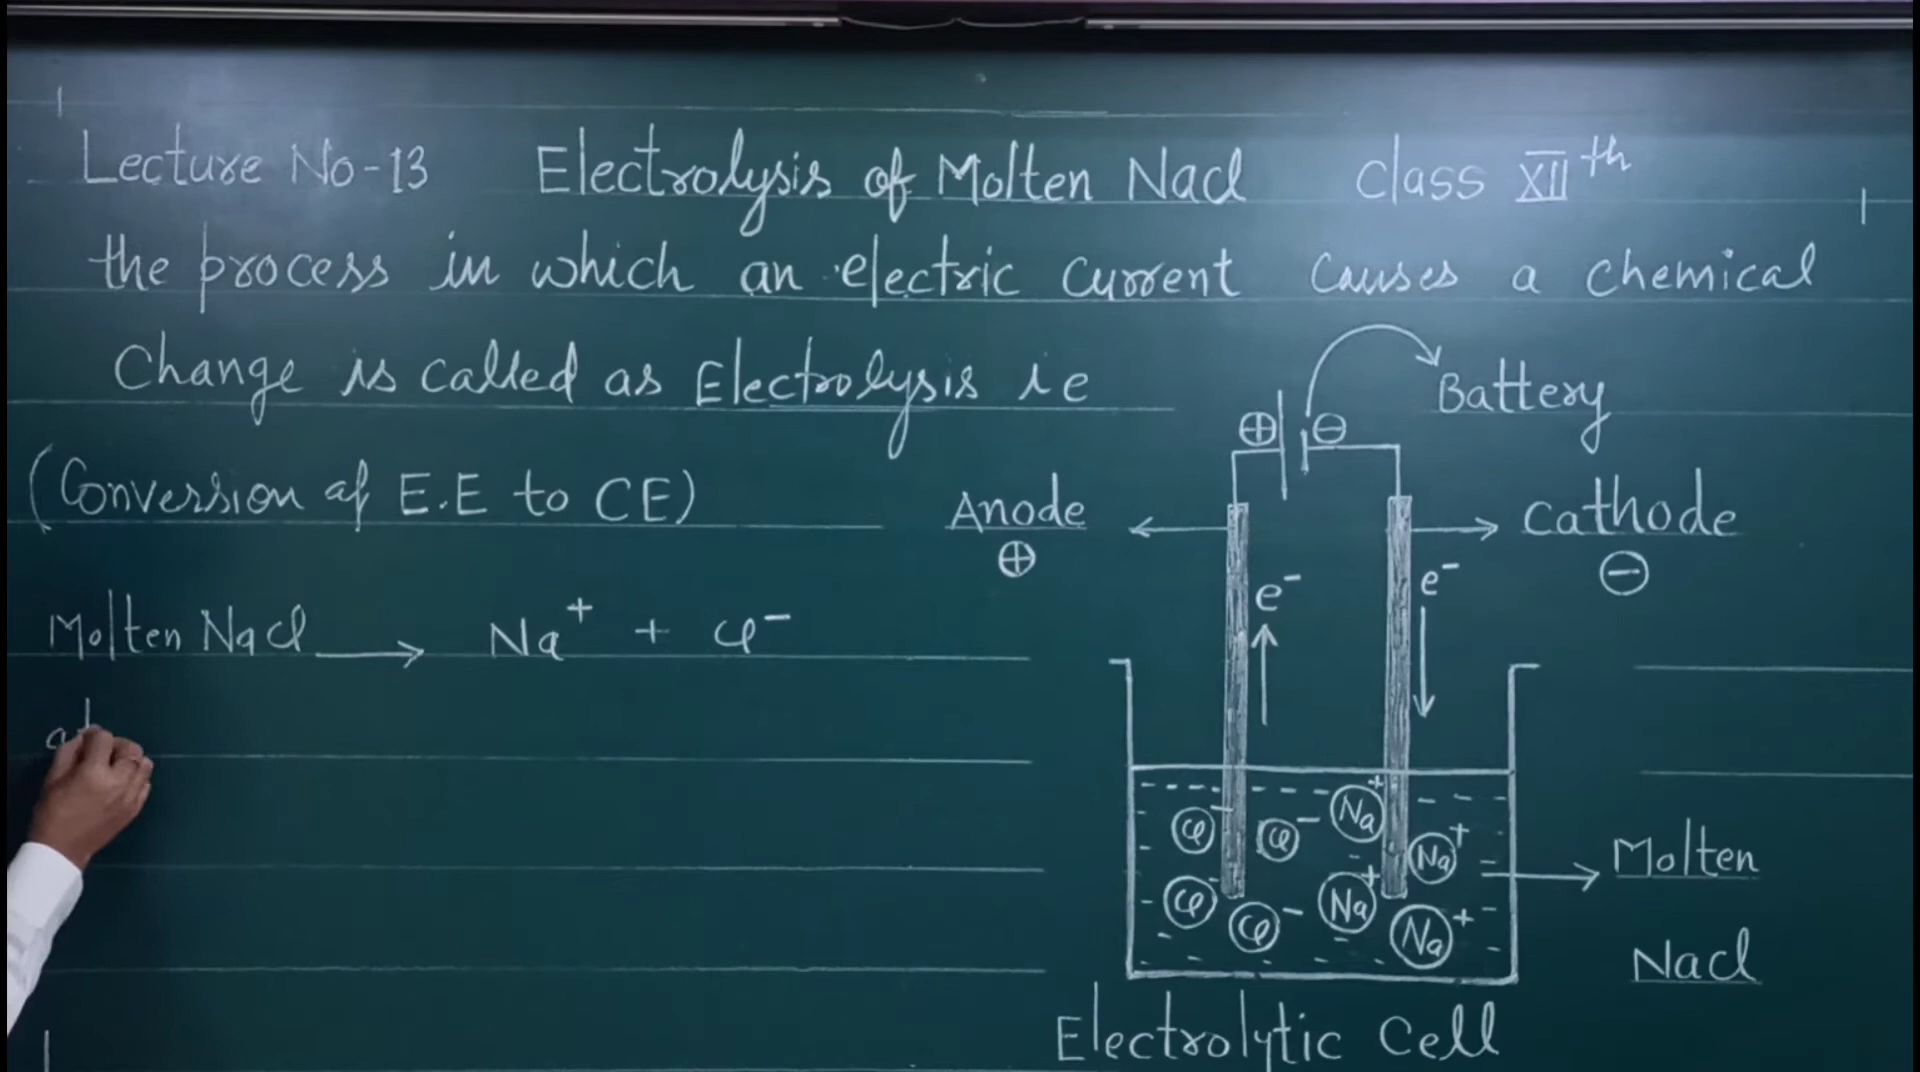 Lecture No-13 Electrolysis of Molten Nacl class XIIth
the process in which an electric current causes a chemical
Change is called as Electrolysis ie
(Conversion of E.E to CE)
Battery
⊕ ⊖
Anode
⊕
Cathode
⊖
e⁻ e⁻
Molten NaCl → Na⁺ + Cl⁻
at
Cl⁻ Cl⁻ Na⁺ Na⁺
Cl⁻ Cl⁻ Na⁺ Na⁺
Molten
Nacl
Electrolytic Cell